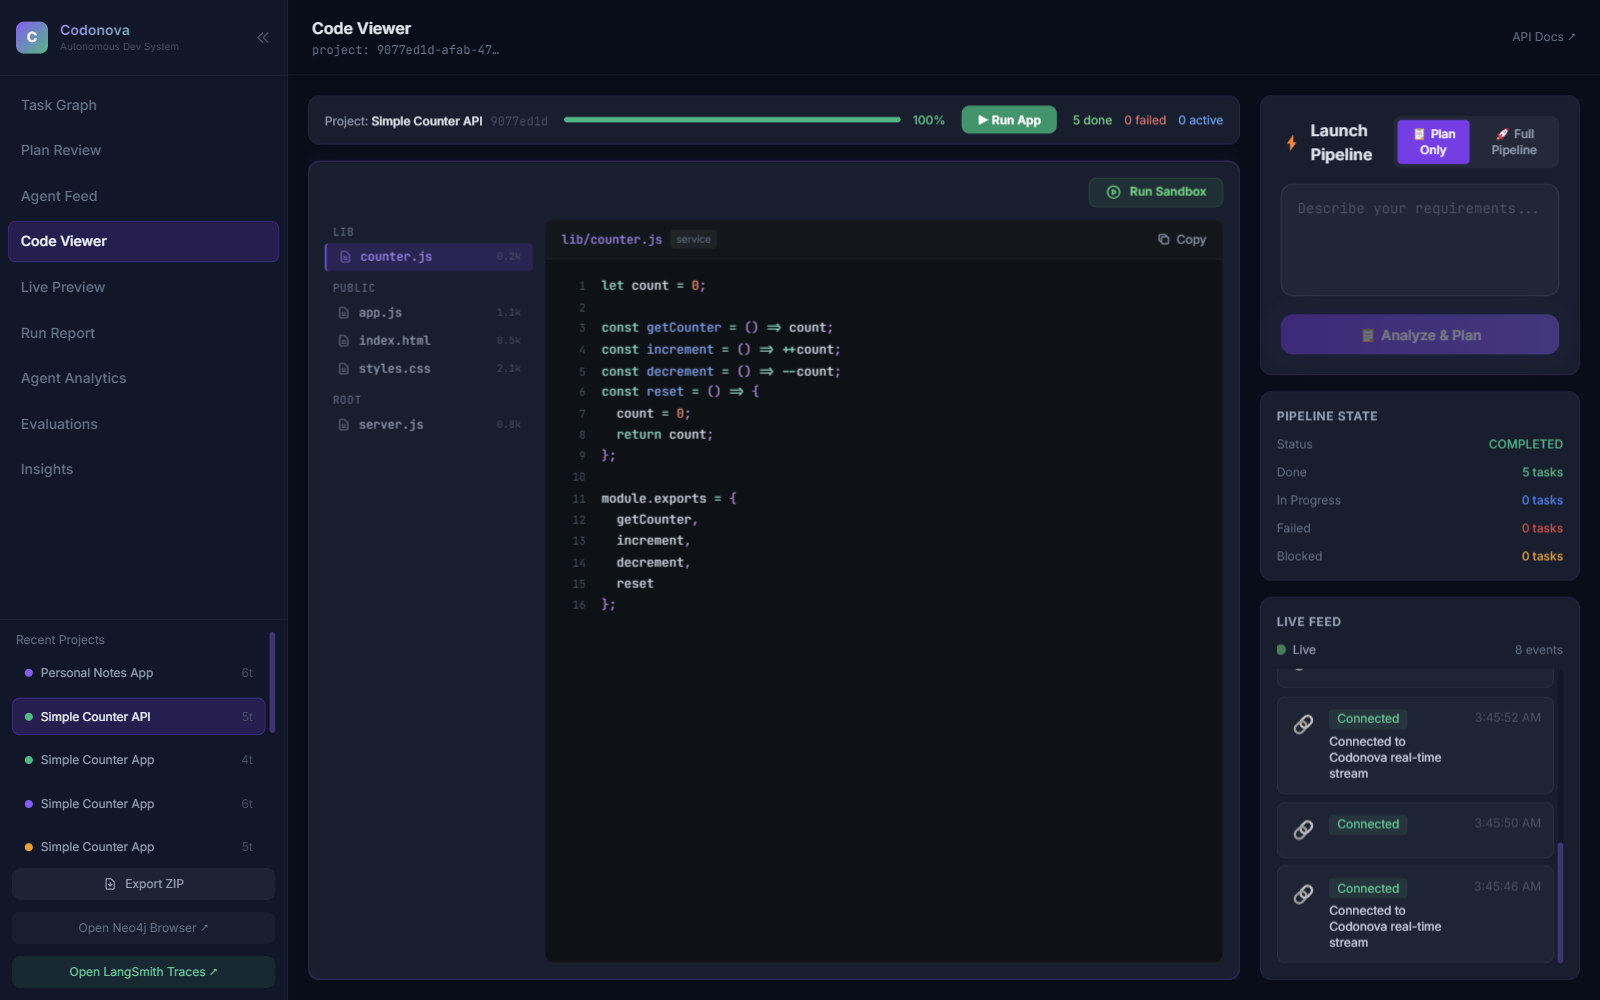 C
Codonova
Autonomous Dev System
Task Graph
Plan Review
Agent Feed
Code Viewer
Live Preview
Run Report
Agent Analytics
Evaluations
Insights
Recent Projects
Personal Notes App 6t
Simple Counter API 5t
Simple Counter App 4t
Simple Counter App 6t
Simple Counter App 5t
Export ZIP
Open Neo4j Browser ↗
Open LangSmith Traces ↗
Code Viewer
project: 9077ed1d-afab-47…
API Docs ↗
Project: Simple Counter API 9077ed1d 100% ▶ Run App 5 done 0 failed 0 active
Run Sandbox
LIB
counter.js 0.2k
PUBLIC
app.js 1.1k
index.html 0.5k
styles.css 2.1k
ROOT
server.js 0.8k
lib/counter.js service Copy
1 let count = 0;
2
3 const getCounter = () => count;
4 const increment = () => ++count;
5 const decrement = () => --count;
6 const reset = () => {
7 count = 0;
8 return count;
9 };
10
11 module.exports = {
12 getCounter,
13 increment,
14 decrement,
15 reset
16 };
⚡ Launch Pipeline
📋 Plan Only
🚀 Full Pipeline
Describe your requirements...
📋 Analyze & Plan
PIPELINE STATE
Status COMPLETED
Done 5 tasks
In Progress 0 tasks
Failed 0 tasks
Blocked 0 tasks
LIVE FEED
Live 8 events
Connected 3:45:52 AM
Connected to
Codonova real-time
stream
Connected 3:45:50 AM
Connected 3:45:46 AM
Connected to
Codonova real-time
stream